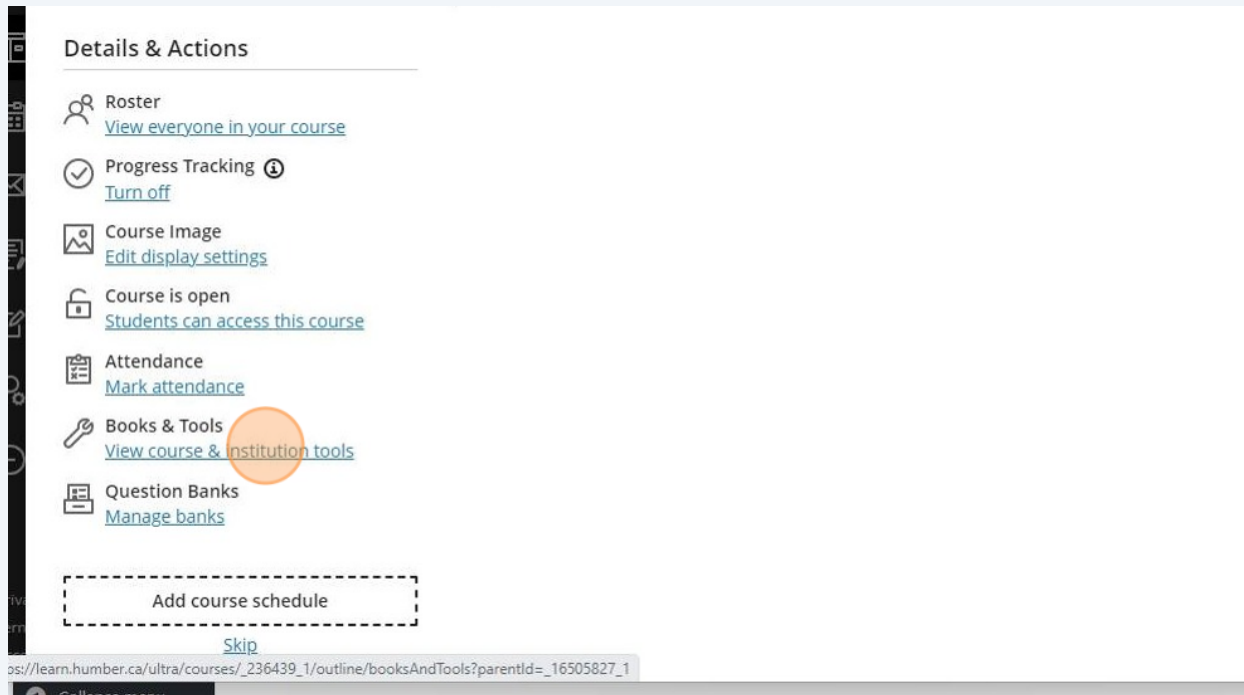 Details & Actions
Roster
View everyone in your course
Progress Tracking
Turn off
Course Image
Edit display settings
Course is open
Students can access this course
Attendance
Mark attendance
Books & Tools
View course & institution tools
Question Banks
Manage banks
Add course schedule
Skip
ps://learn.humber.ca/ultra/courses/_236439_1/outline/booksAndTools?parentId=_16505827_1